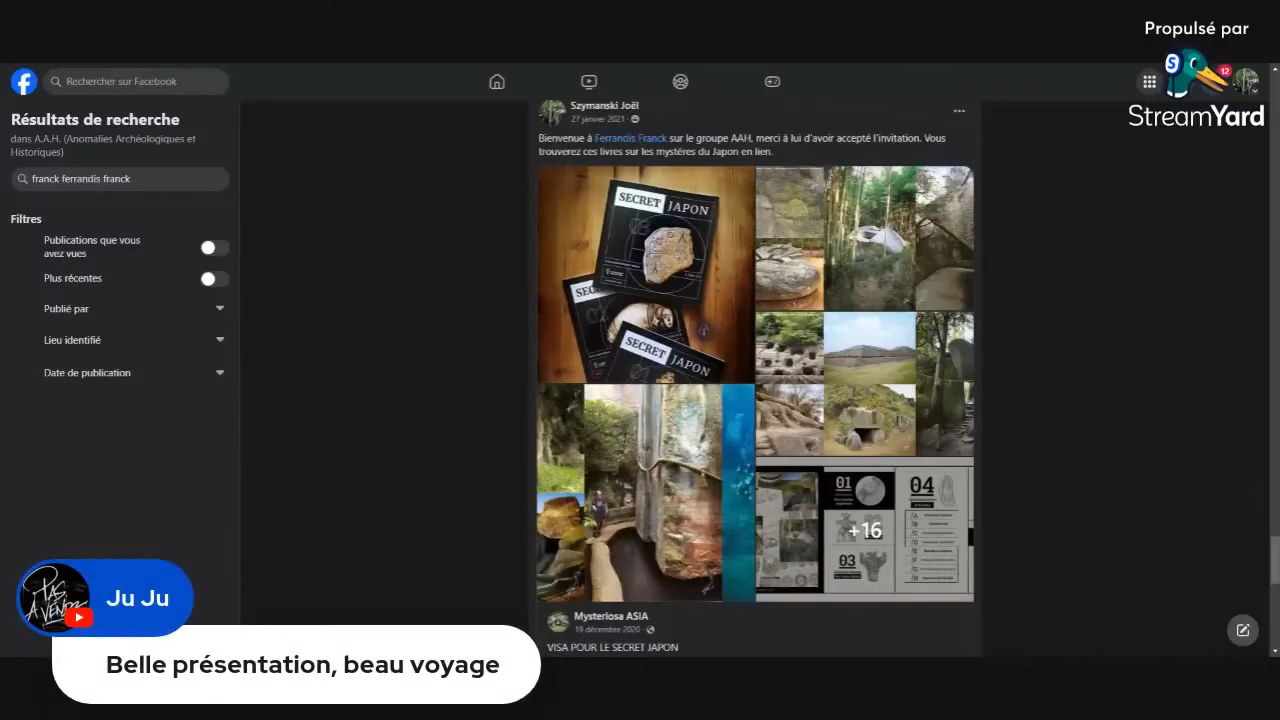 Propulsé par
StreamYard
Rechercher sur Facebook
12
Résultats de recherche
dans A.A.H. (Anomalies Archéologiques et
Historiques)
franck ferrandis franck
Filtres
Publications que vous
avez vues
Plus récentes
Publié par
Lieu identifié
Date de publication
Szymanski Joël
27 janvier 2021
Bienvenue à Ferrandis Franck sur le groupe AAH, merci à lui d'avoir accepté l'invitation. Vous
trouverez ces livres sur les mystères du Japon en lien.
SECRET JAPON
SECRET JAPON
01
04
+16
03
Mysteriosa ASIA
19 décembre 2020
VISA POUR LE SECRET JAPON
PAS
A VENDRE
Ju Ju
Belle présentation, beau voyage